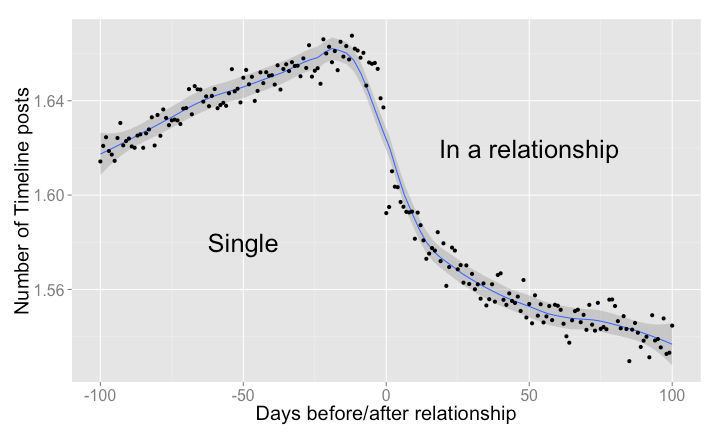 Number of Timeline posts
1.64
1.60
1.56
In a relationship
Single
-100 -50 0 50 100
Days before/after relationship